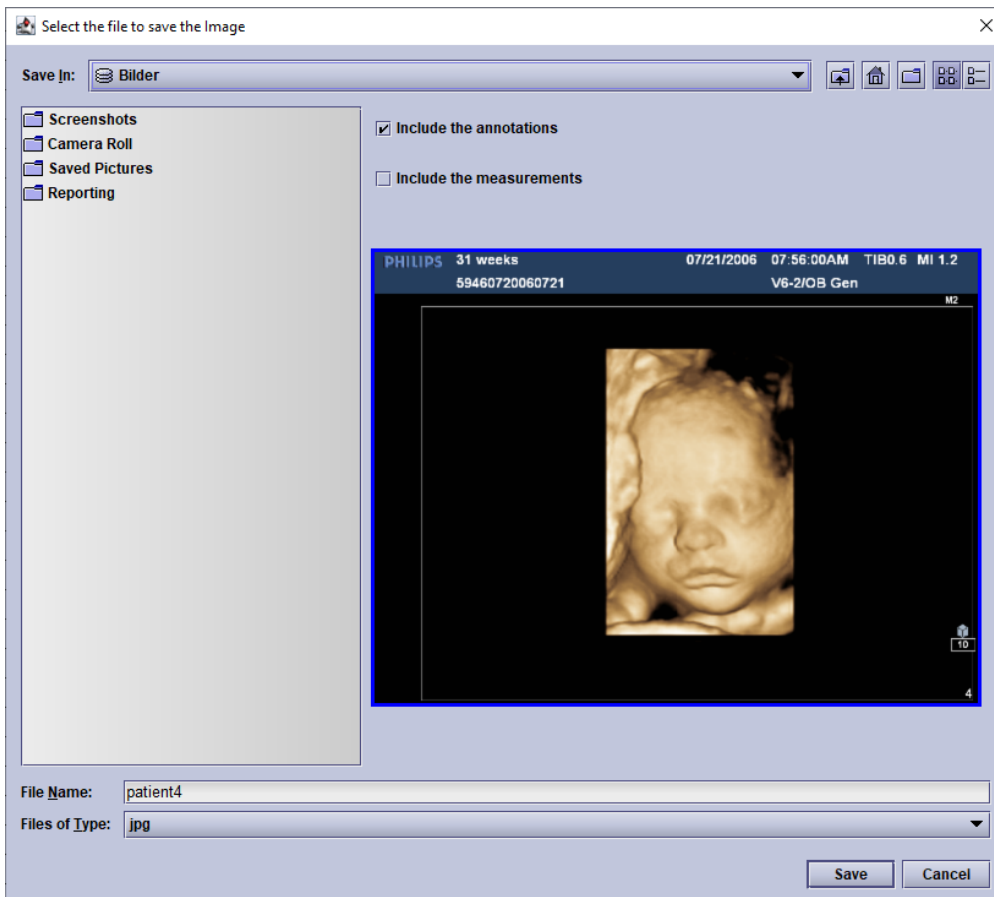 Select the file to save the Image
Save In: Bilder
Screenshots
Camera Roll
Saved Pictures
Reporting
Include the annotations
Include the measurements
PHILIPS 31 weeks 07/21/2006 07:56:00AM TIB0.6 MI 1.2
59460720060721 V6-2/OB Gen
M2
10
4
File Name: patient4
Files of Type: jpg
Save Cancel